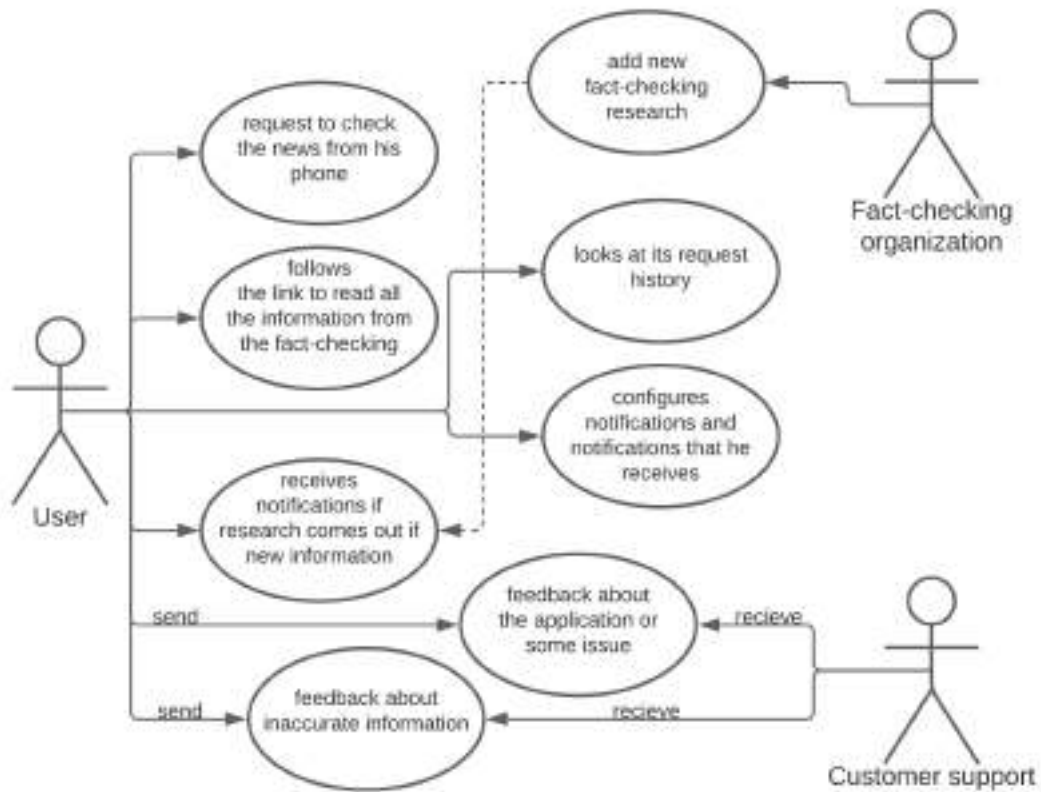 add new
fact-checking
research
request to check
the news from his
phone
Fact-checking
organization
looks at its request
history
follows
the link to read all
the information from
the fact-checking
configures
notifications and
notifications that he
receives
User
receives
notifications if
research comes out if
new information
feedback about
the application or
some issue
send
recieve
feedback about
inaccurate information
send
recieve
Customer support